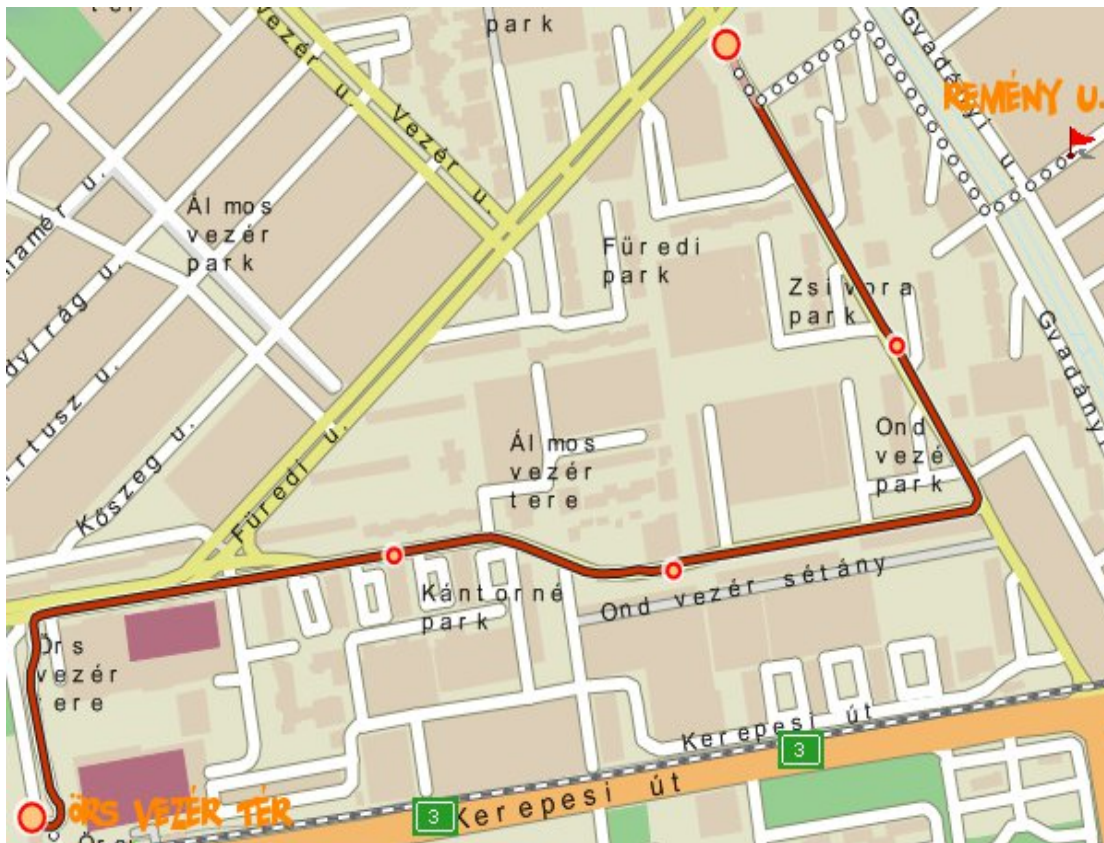 park
Vezér u.
Gvadányi u.
REMÉNY U.
Vezér u.
Álmos
vezér
park
Füredi
park
Zsivora
park
Gvadányi
Kőszeg u.
Füredi u.
Álmos
vezér
tere
Ond
vezé
park
Kántorné
park
Ond vezér sétány
Örs
vezér
tere
Kerepesi út
3
3
Kerepesi út
ÖRS VEZÉR TÉR